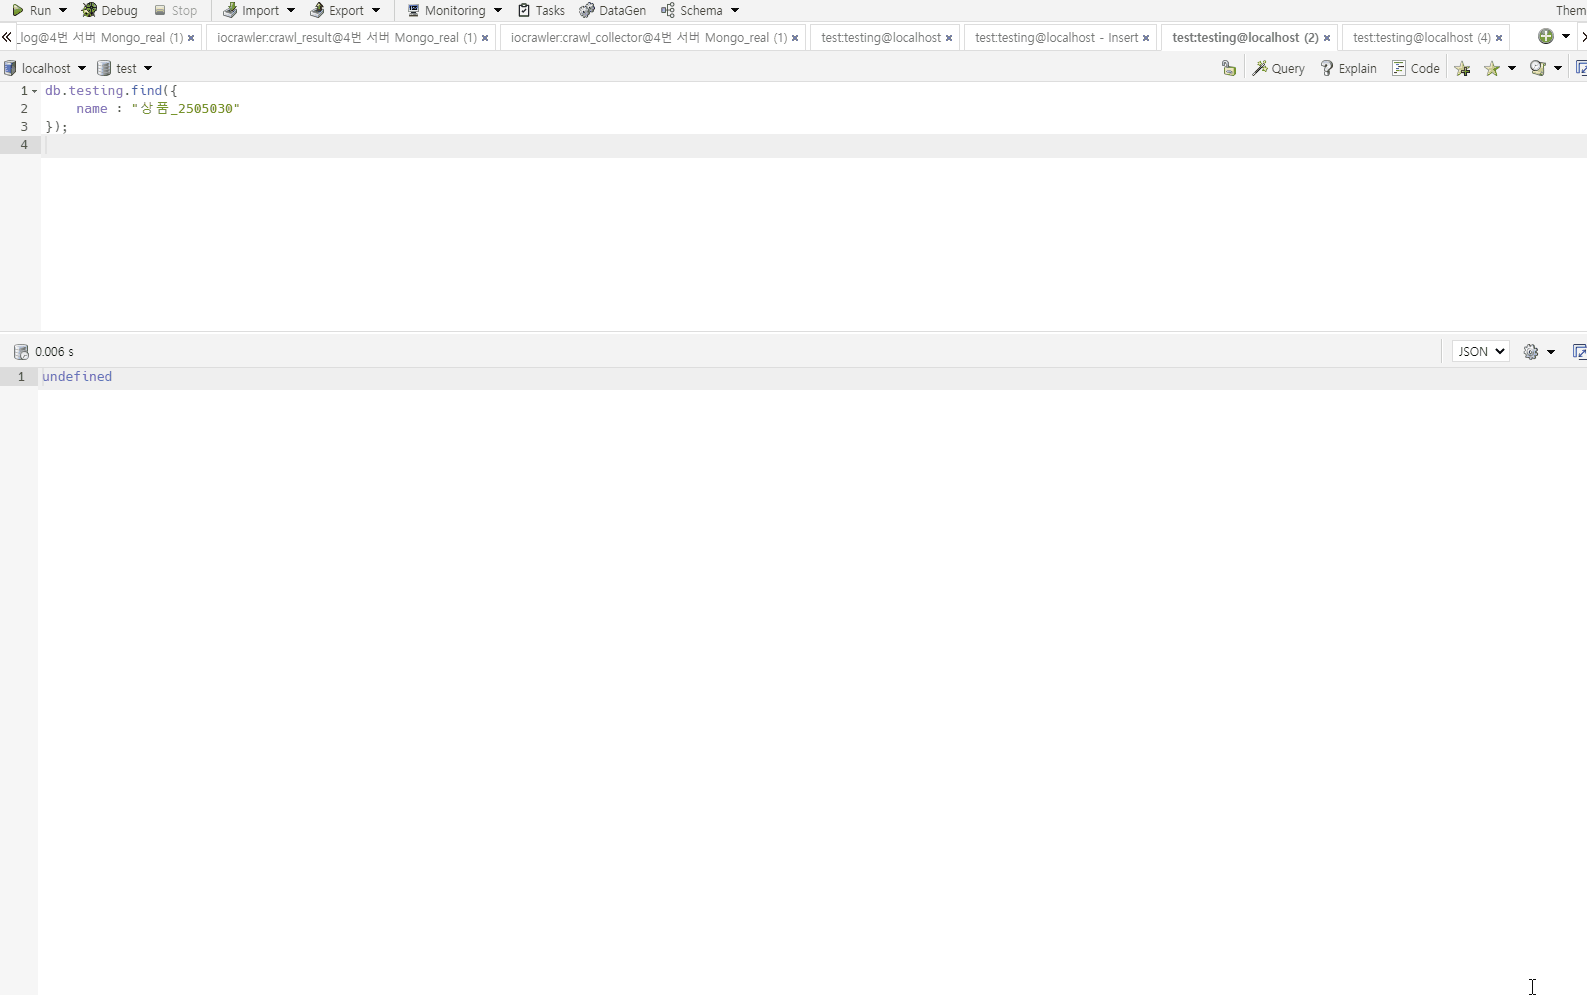 Run Debug Stop Import Export Monitoring Tasks DataGen Schema Them
_log@4번 서버 Mongo_real (1) × iocrawler:crawl_result@4번 서버 Mongo_real (1) × iocrawler:crawl_collector@4번 서버 Mongo_real (1) × test:testing@localhost × test:testing@localhost - Insert × test:testing@localhost (2) × test:testing@localhost (4) ×
localhost test Query Explain Code
1 db.testing.find({
2 name : "상품_2505030"
3 });
4
0.006 s JSON
1 undefined